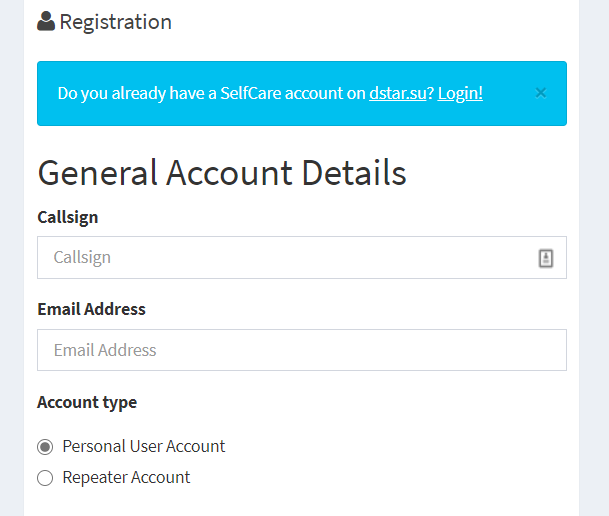 Registration
Do you already have a SelfCare account on dstar.su? Login! ×
General Account Details
Callsign
Callsign
Email Address
Email Address
Account type
Personal User Account
Repeater Account